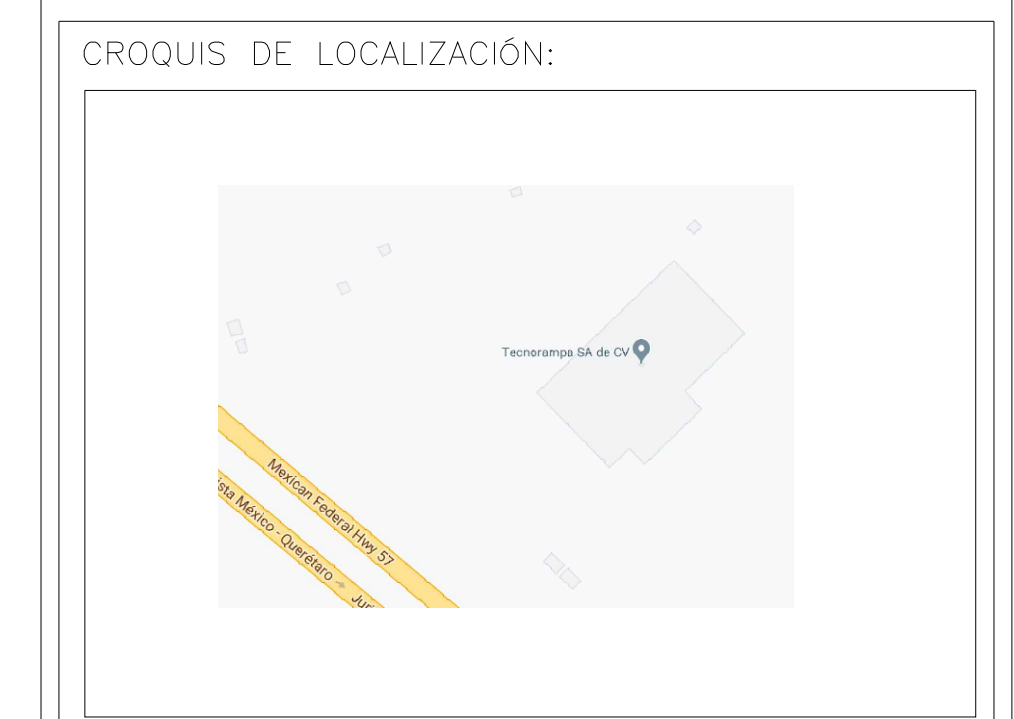 CROQUIS DE LOCALIZACIÓN:
Tecnorampa SA de CV
Mexican Federal Hwy 57
ista México - Querétaro